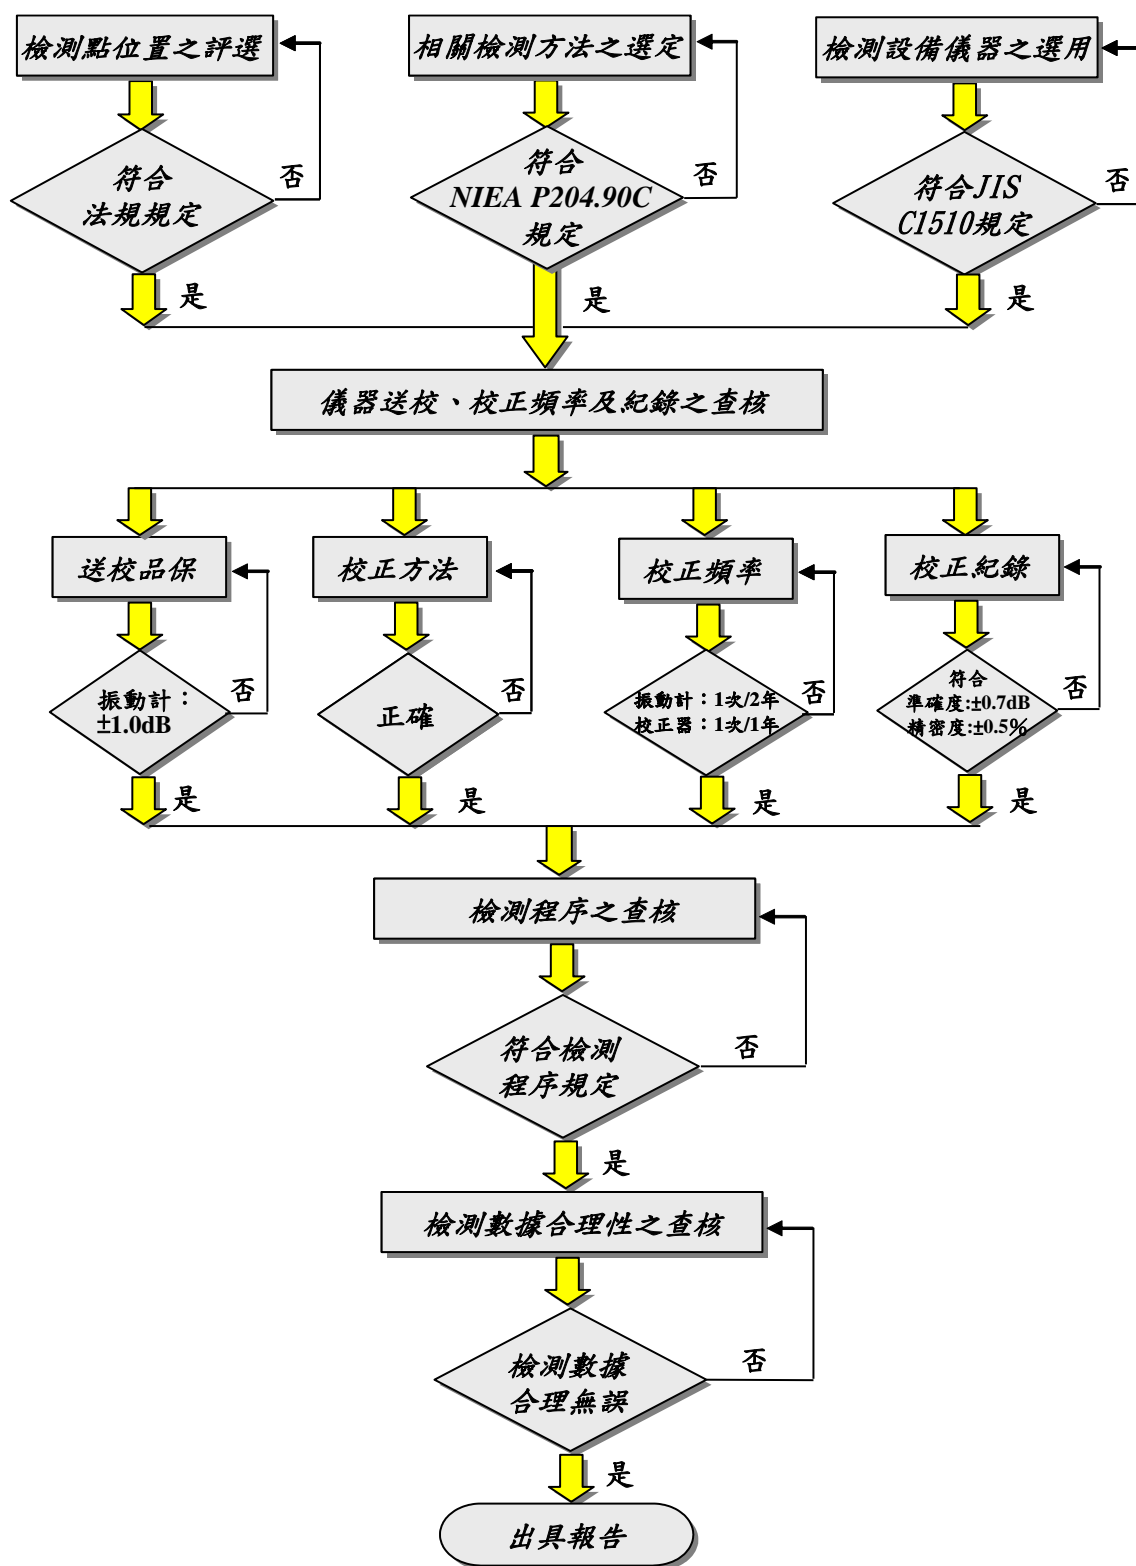 檢測點位置之評選
相關檢測方法之選定
檢測設備儀器之選用
符合
法規規定
否
符合
NIEA P204.90C
規定
否
符合JIS
C1510規定
否
是
是
是
儀器送校、校正頻率及紀錄之查核
送校品保
校正方法
校正頻率
校正紀錄
振動計：
±1.0dB
否
正確
否
振動計：1次/2年
校正器：1次/1年
否
符合
準確度:±0.7dB
精密度:±0.5%
否
是
是
是
是
檢測程序之查核
符合檢測
程序規定
否
是
檢測數據合理性之查核
檢測數據
合理無誤
否
是
出具報告